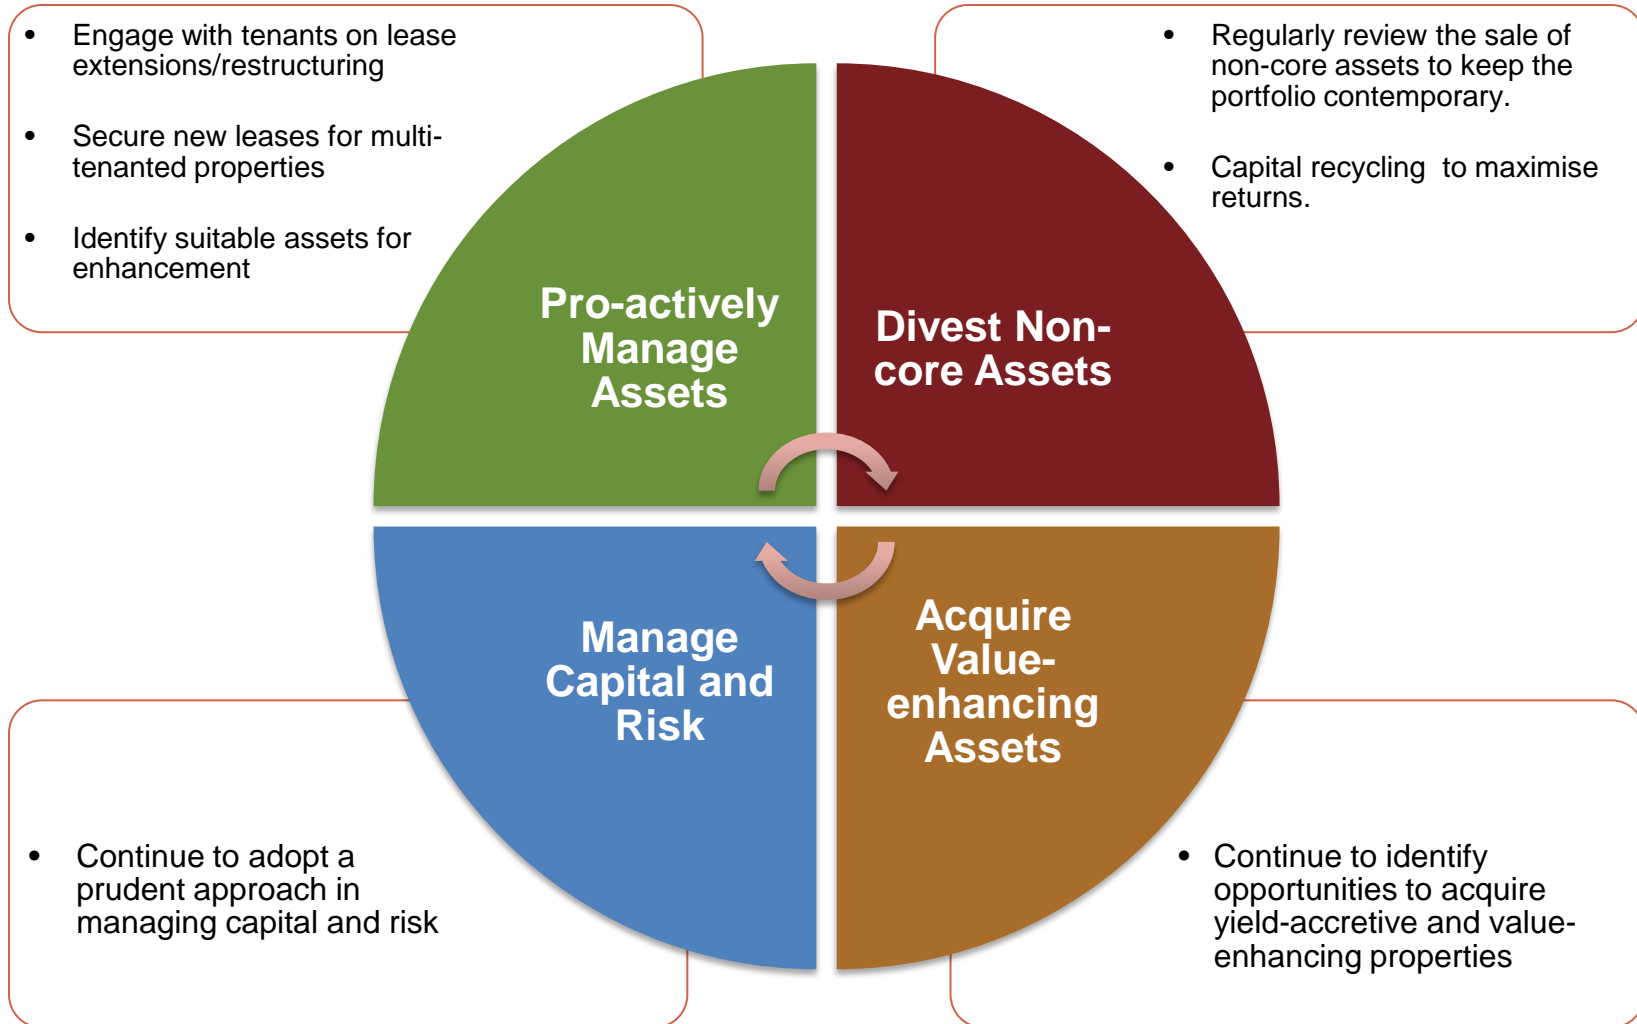 • Engage with tenants on lease
extensions/restructuring
• Secure new leases for multi-
tenanted properties
• Identify suitable assets for
enhancement
• Regularly review the sale of
non-core assets to keep the
portfolio contemporary.
• Capital recycling  to maximise
returns.
Pro-actively
Manage
Assets
Divest Non-
core Assets
Manage
Capital and
Risk
Acquire
Value-
enhancing
Assets
• Continue to adopt a
prudent approach in
managing capital and risk
• Continue to identify
opportunities to acquire
yield-accretive and value-
enhancing properties